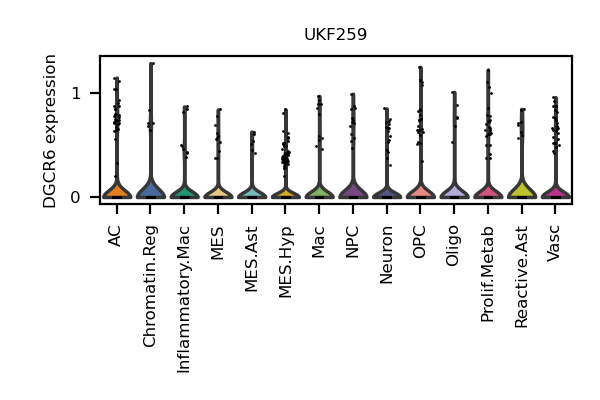 UKF259
DGCR6 expression
1
0
AC
Chromatin.Reg
Inflammatory.Mac
MES
MES.Ast
MES.Hyp
Mac
NPC
Neuron
OPC
Oligo
Prolif.Metab
Reactive.Ast
Vasc